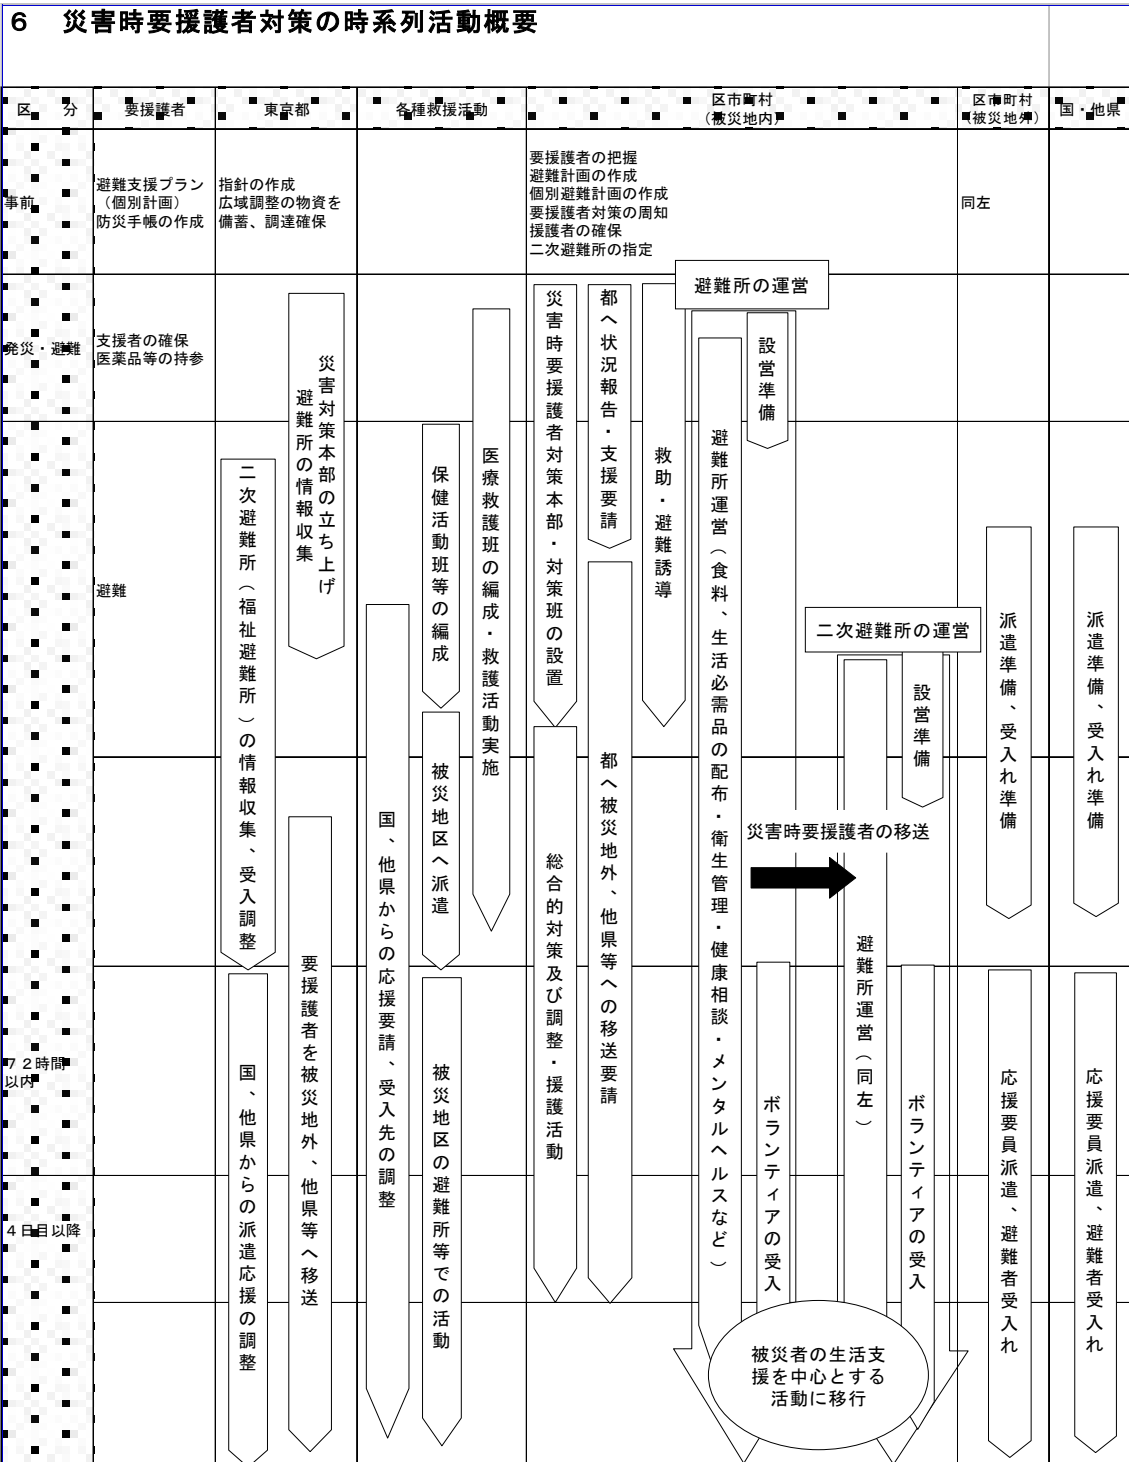 ６　災害時要援護者対策の時系列活動概要
区　分
要援護者
東京都
各種救援活動
区市町村
（被災地内）
区市町村
（被災地外）
国・他県
事前
避難支援プラン
（個別計画）
防災手帳の作成
指針の作成
広域調整の物資を
備蓄、調達確保
要援護者の把握
避難計画の作成
個別避難計画の作成
要援護者対策の周知
援護者の確保
二次避難所の指定
同左
発災・避難
支援者の確保
医薬品等の持参
避難
７２時間
以内
４日目以降
二次避難所（福祉避難所）の情報収集、受入調整
災害対策本部の立ち上げ
避難所の情報収集
国、他県からの派遣応援の調整
要援護者を被災地外、他県等へ移送
国、他県からの応援要請、受入先の調整
保健活動班等の編成
被災地区へ派遣
被災地区の避難所等での活動
医療救護班の編成・救護活動実施
災害時要援護者対策本部・対策班の設置
総合的対策及び調整・援護活動
都へ状況報告・支援要請
都へ被災地外、他県等への移送要請
救助・避難誘導
避難所の運営
設営準備
避難所運営（食料、生活必需品の配布・衛生管理・健康相談・メンタルヘルスなど）
ボランティアの受入
二次避難所の運営
設営準備
災害時要援護者の移送
避難所運営（同左）
ボランティアの受入
被災者の生活支
援を中心とする
活動に移行
派遣準備、受入れ準備
応援要員派遣、避難者受入れ
派遣準備、受入れ準備
応援要員派遣、避難者受入れ